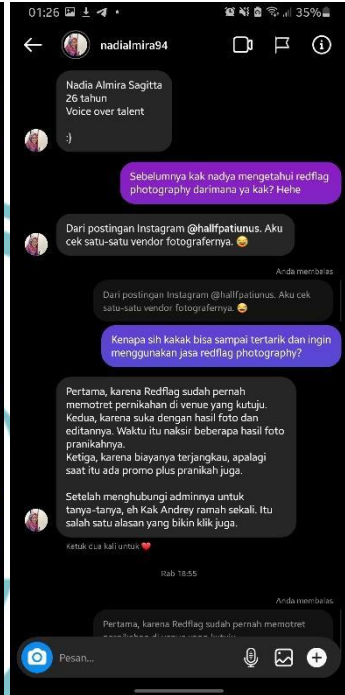 01:26
35%
nadialmira94
Nadia Almira Sagitta
26 tahun
Voice over talent
:)
Sebelumnya kak nadya mengetahui redflag
photography darimana ya kak? Hehe
Dari postingan Instagram @hallfpatiunus. Aku
cek satu-satu vendor fotografernya. 😂
Anda membalas
Dari postingan Instagram @hallfpatiunus. Aku cek
satu-satu vendor fotografernya. 😂
Kenapa sih kakak bisa sampai tertarik dan ingin
menggunakan jasa redflag photography?
Pertama, karena Redflag sudah pernah
memotret pernikahan di venue yang kutuju.
Kedua, karena suka dengan hasil foto dan
editannya. Waktu itu naksir beberapa hasil foto
pranikahnya.
Ketiga, karena biayanya terjangkau, apalagi
saat itu ada promo plus pranikah juga.
Setelah menghubungi adminnya untuk
tanya-tanya, eh Kak Andrey ramah sekali. Itu
salah satu alasan yang bikin klik juga.
Ketuk dua kali untuk ❤️
Rab 18:55
Anda membalas
Pertama, karena Redflag sudah pernah memotret
pernikahan di venue yang kutuju.
Pesan...